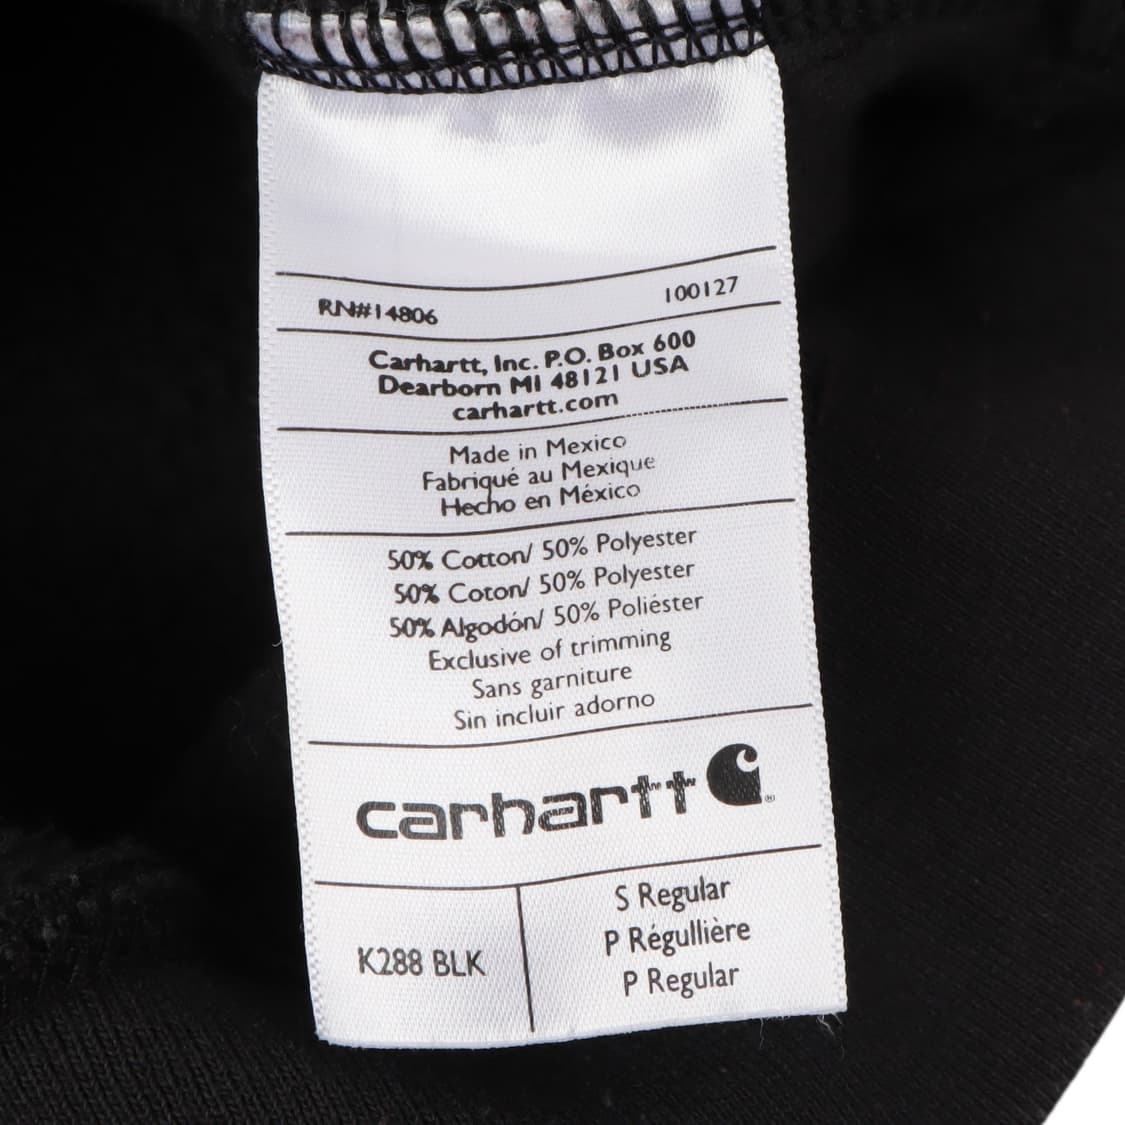 RN#14806 100127
Carhartt, Inc. P.O. Box 600
Dearborn MI 48121 USA
carhartt.com
Made in Mexico
Fabriqué au Mexique
Hecho en México
50% Cotton/ 50% Polyester
50% Coton/ 50% Polyester
50% Algodón/ 50% Poliéster
Exclusive of trimming
Sans garniture
Sin incluir adorno
carhartt ®
S Regular
P Régullière
K288 BLK
P Regular